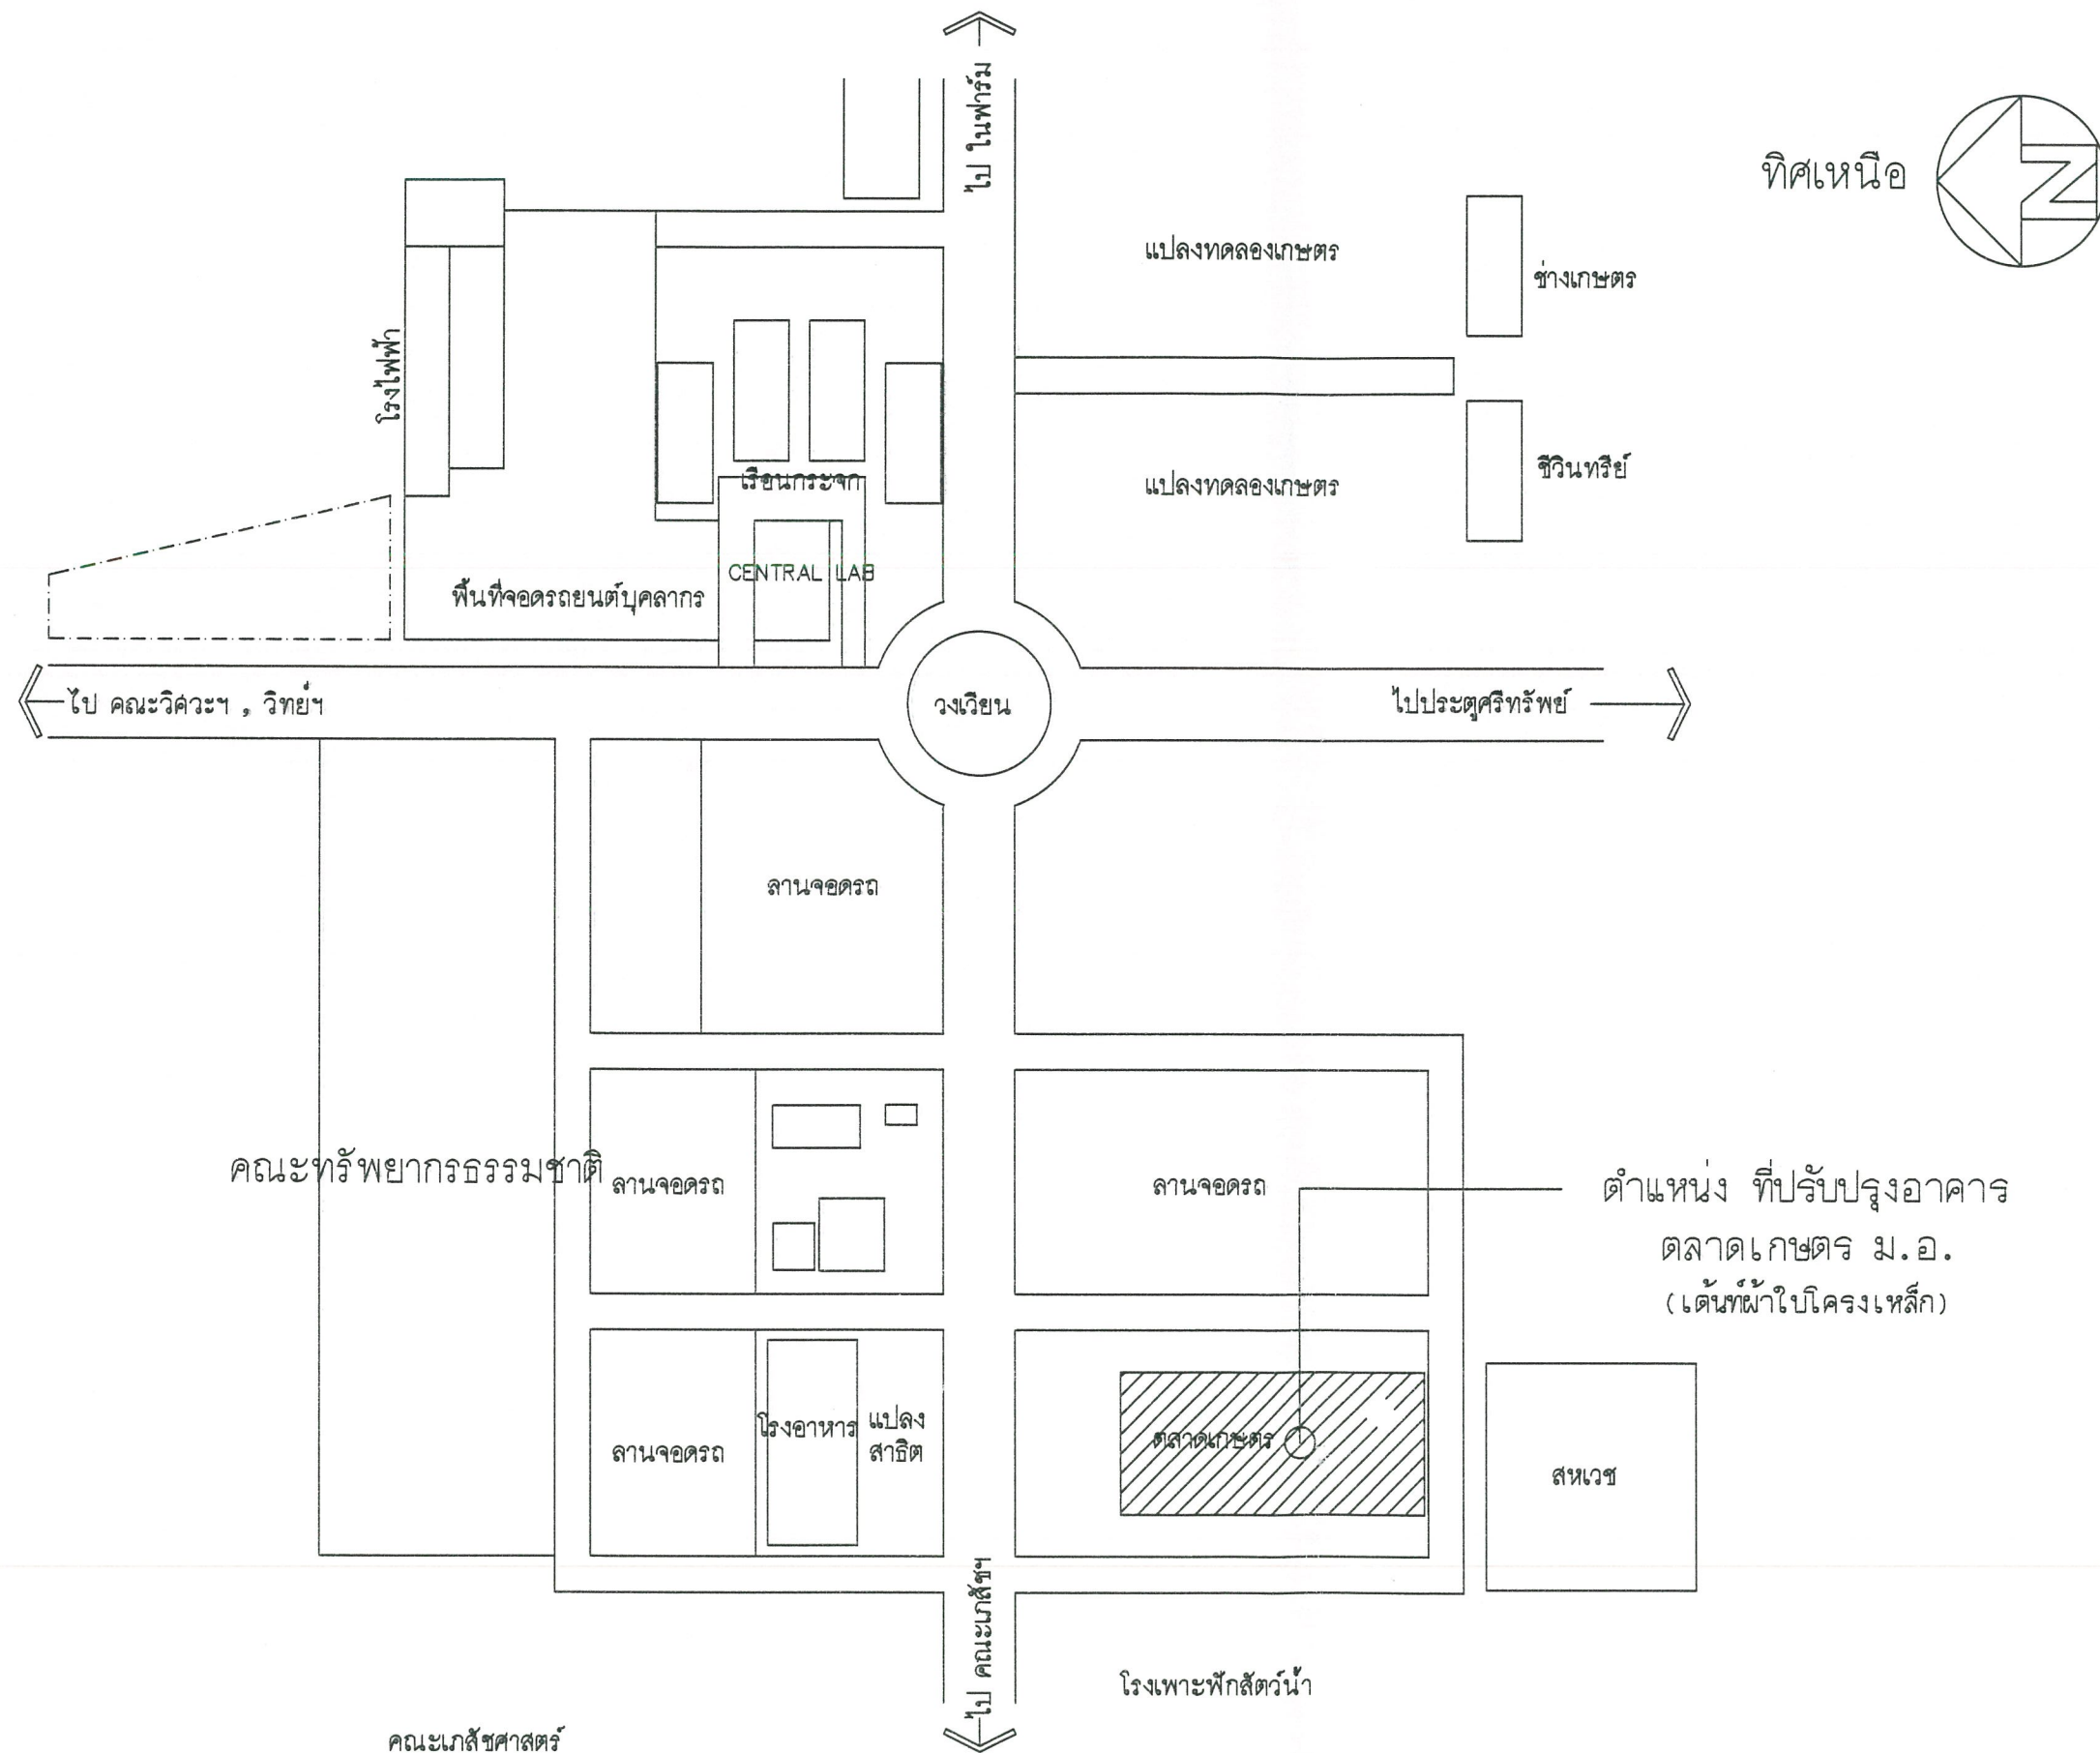 ไป ในฟาร์ม
ทิศเหนือ
N
แปลงทดลองเกษตร
ช่างเกษตร
โรงไฟฟ้า
เรือนกระจก
แปลงทดลองเกษตร
ชีวินทรีย์
CENTRAL LAB
พื้นที่จอดรถยนต์บุคลากร
ไป คณะวิศวะฯ , วิทย์ฯ
วงเวียน
ไปประตูศรีทรัพย์
ลานจอดรถ
คณะทรัพยากรธรรมชาติ
ลานจอดรถ
ลานจอดรถ
ตำแหน่ง ที่ปรับปรุงอาคาร
ตลาดเกษตร ม.อ.
(เต้นท์ผ้าใบโครงเหล็ก)
ลานจอดรถ
โรงอาหาร
แปลง
สาธิต
ตลาดเกษตร
สหเวช
ไป คณะเภสัชฯ
โรงเพาะฟักสัตว์น้ำ
คณะเภสัชศาสตร์